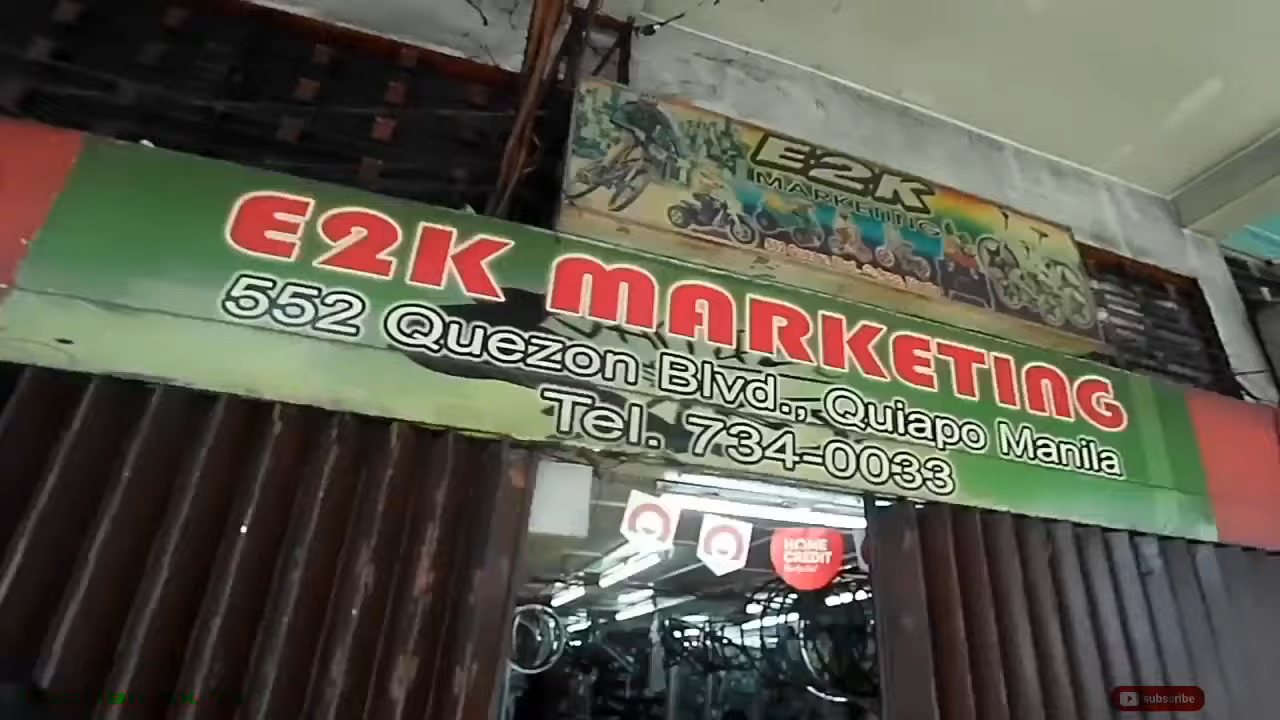 E2K
MARKETING
E2K MARKETING
552 Quezon Blvd., Quiapo Manila
Tel. 734-0033
HOME
CREDIT
subscribe